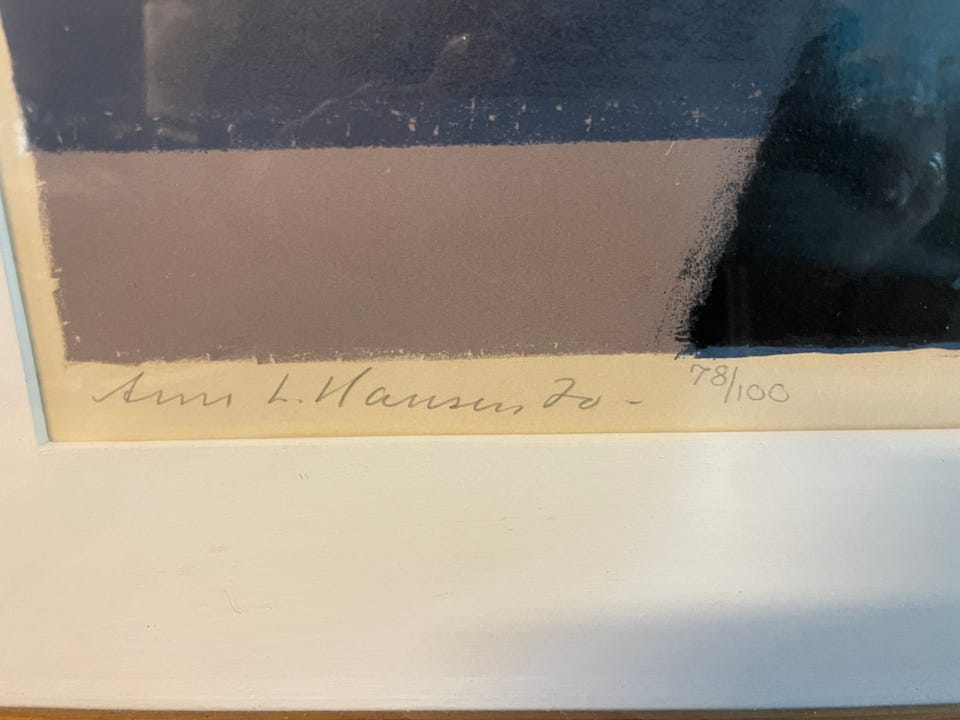 Arne L. Hansen 70 - 78/100